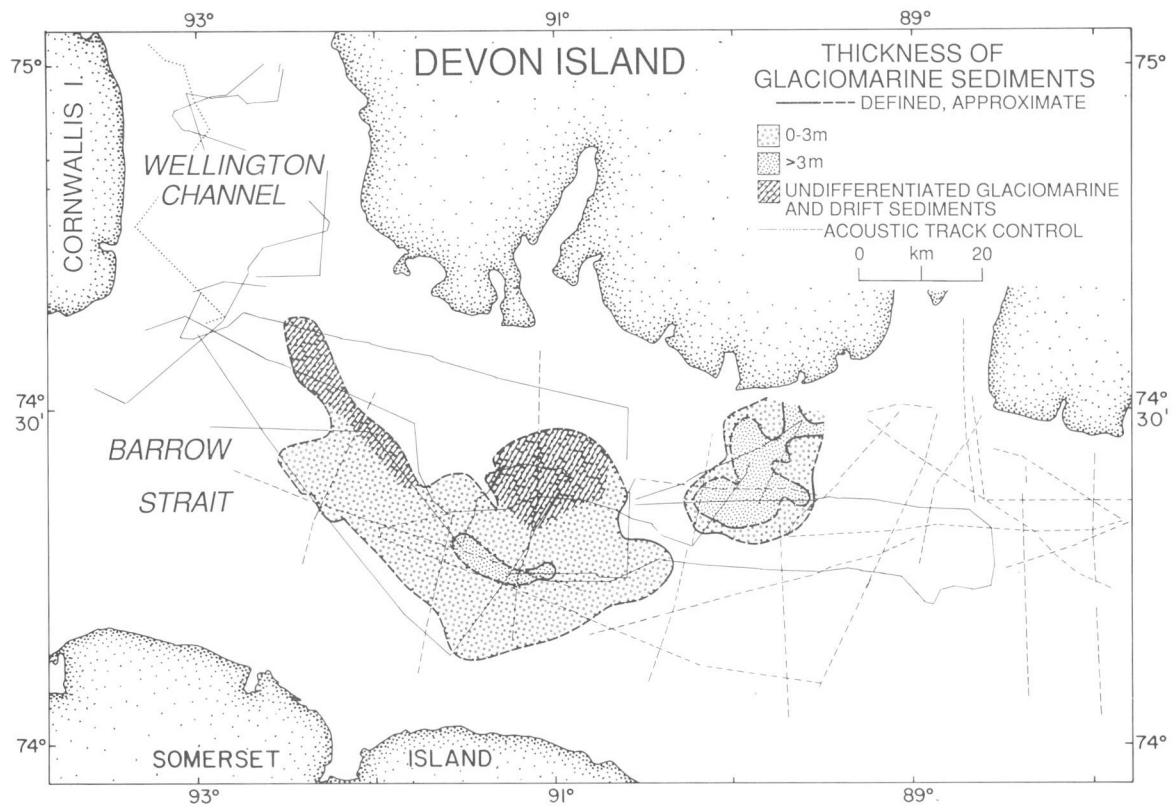 93° 91° 89°
75° 75°
DEVON ISLAND
THICKNESS OF
GLACIOMARINE SEDIMENTS
DEFINED, APPROXIMATE
0-3m
>3m
UNDIFFERENTIATED GLACIOMARINE
AND DRIFT SEDIMENTS
ACOUSTIC TRACK CONTROL
0 km 20
CORNWALLIS I.
WELLINGTON
CHANNEL
74° 74°
30' 30'
BARROW
STRAIT
74° 74°
SOMERSET ISLAND
93° 91° 89°